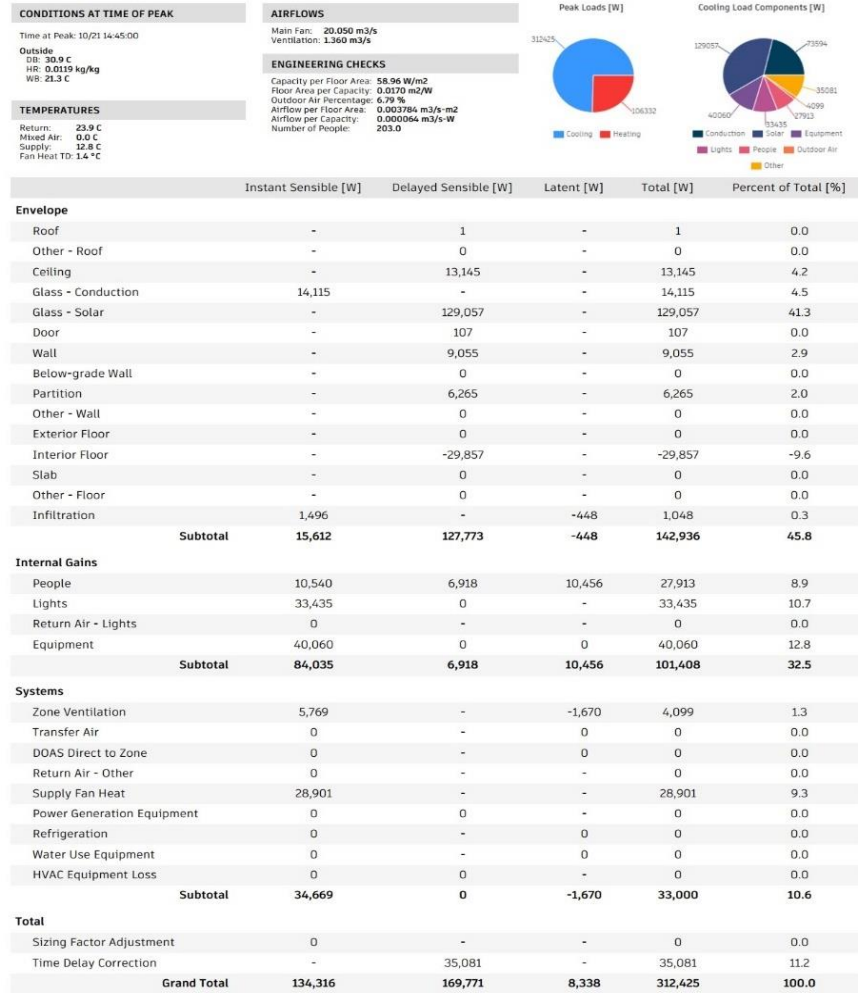 CONDITIONS AT TIME OF PEAK
Time at Peak: 10/21 14:45:00
Outside
DB: 30.9 C
HR: 0.0119 kg/kg
WB: 21.3 C
TEMPERATURES
Return: 23.9 C
Mixed Air: 0.0 C
Supply: 12.8 C
Fan Heat TD: 1.4 °C
AIRFLOWS
Main Fan: 20.050 m3/s
Ventilation: 1.360 m3/s
ENGINEERING CHECKS
Capacity per Floor Area: 58.96 W/m2
Floor Area per Capacity: 0.0170 m2/W
Outdoor Air Percentage: 6.79 %
Airflow per Floor Area: 0.003784 m3/s-m2
Airflow per Capacity: 0.000064 m3/s-W
Number of People: 203.0
Peak Loads [W]
312425
106332
Cooling Heating
Cooling Load Components [W]
129057
73594
35081
4099
27913
33435
40060
Conduction Solar Equipment
Lights People Outdoor Air
Other
Instant Sensible [W] Delayed Sensible [W] Latent [W] Total [W] Percent of Total [%]
Envelope
Roof - 1 - 1 0.0
Other - Roof - 0 - 0 0.0
Ceiling - 13,145 - 13,145 4.2
Glass - Conduction 14,115 - - 14,115 4.5
Glass - Solar - 129,057 - 129,057 41.3
Door - 107 - 107 0.0
Wall - 9,055 - 9,055 2.9
Below-grade Wall - 0 - 0 0.0
Partition - 6,265 - 6,265 2.0
Other - Wall - 0 - 0 0.0
Exterior Floor - 0 - 0 0.0
Interior Floor - -29,857 - -29,857 -9.6
Slab - 0 - 0 0.0
Other - Floor - 0 - 0 0.0
Infiltration 1,496 - -448 1,048 0.3
Subtotal 15,612 127,773 -448 142,936 45.8
Internal Gains
People 10,540 6,918 10,456 27,913 8.9
Lights 33,435 0 - 33,435 10.7
Return Air - Lights 0 - - 0 0.0
Equipment 40,060 0 0 40,060 12.8
Subtotal 84,035 6,918 10,456 101,408 32.5
Systems
Zone Ventilation 5,769 - -1,670 4,099 1.3
Transfer Air 0 - 0 0 0.0
DOAS Direct to Zone 0 - 0 0 0.0
Return Air - Other 0 - - 0 0.0
Supply Fan Heat 28,901 - - 28,901 9.3
Power Generation Equipment 0 0 - 0 0.0
Refrigeration 0 - 0 0 0.0
Water Use Equipment 0 - 0 0 0.0
HVAC Equipment Loss 0 0 - 0 0.0
Subtotal 34,669 0 -1,670 33,000 10.6
Total
Sizing Factor Adjustment 0 - - 0 0.0
Time Delay Correction - 35,081 - 35,081 11.2
Grand Total 134,316 169,771 8,338 312,425 100.0